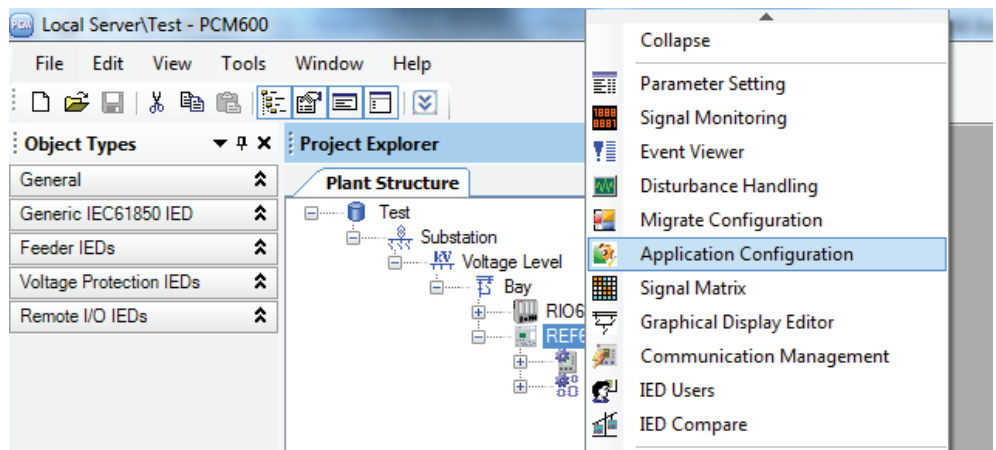 Local Server\Test - PCM600
File Edit View Tools Window Help
Object Types
General
Generic IEC61850 IED
Feeder IEDs
Voltage Protection IEDs
Remote I/O IEDs
Project Explorer
Plant Structure
Test
Substation
Voltage Level
Bay
RIO6
REF6
Collapse
Parameter Setting
Signal Monitoring
Event Viewer
Disturbance Handling
Migrate Configuration
Application Configuration
Signal Matrix
Graphical Display Editor
Communication Management
IED Users
IED Compare